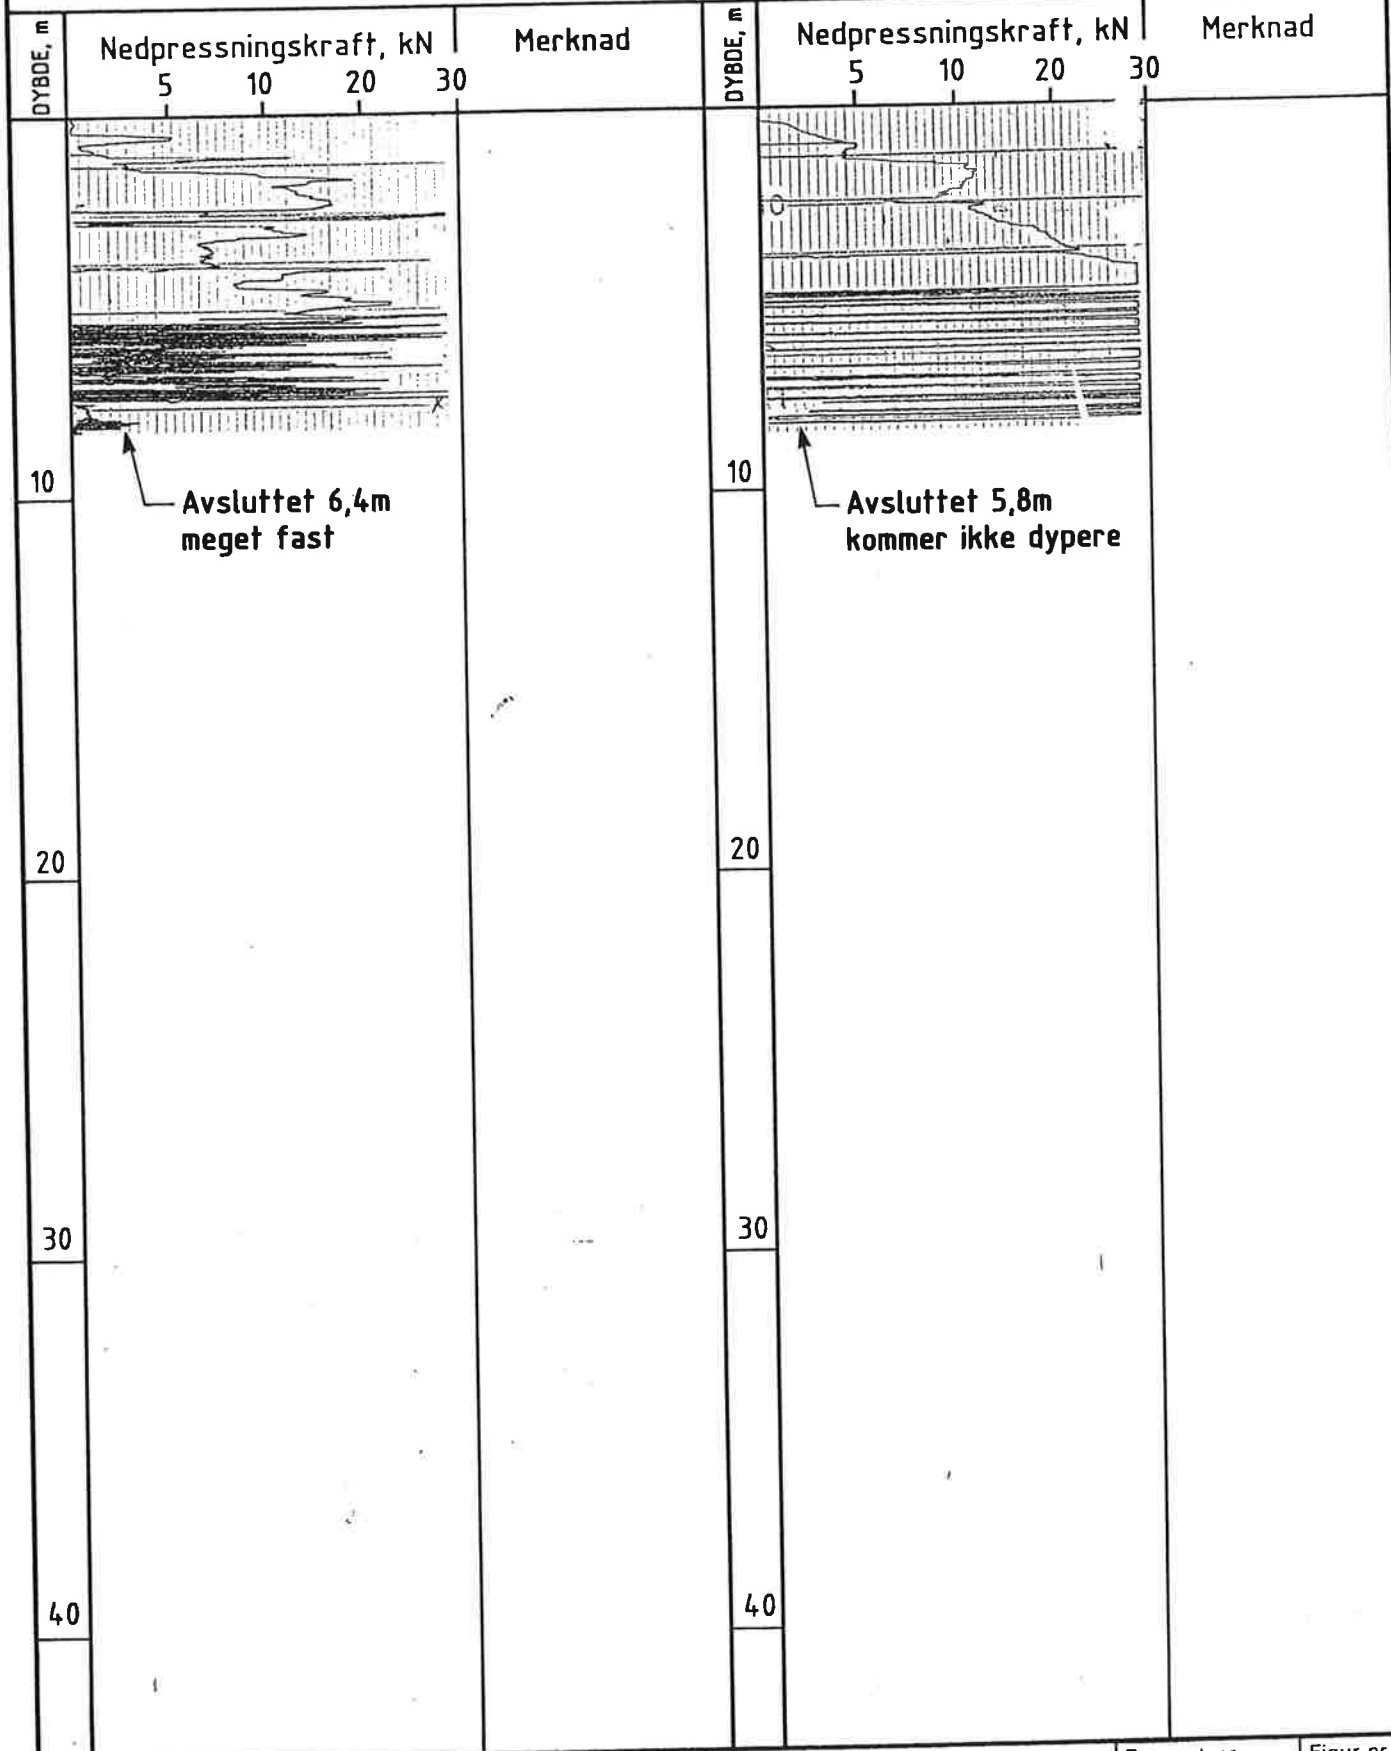 DYBDE, m
Nedpressningskraft, kN
Merknad
5 10 20 30
10
Avsluttet 6,4m
meget fast
20
30
40
DYBDE, m
Nedpressningskraft, kN
Merknad
5 10 20 30
10
Avsluttet 5,8m
kommer ikke dypere
20
30
40